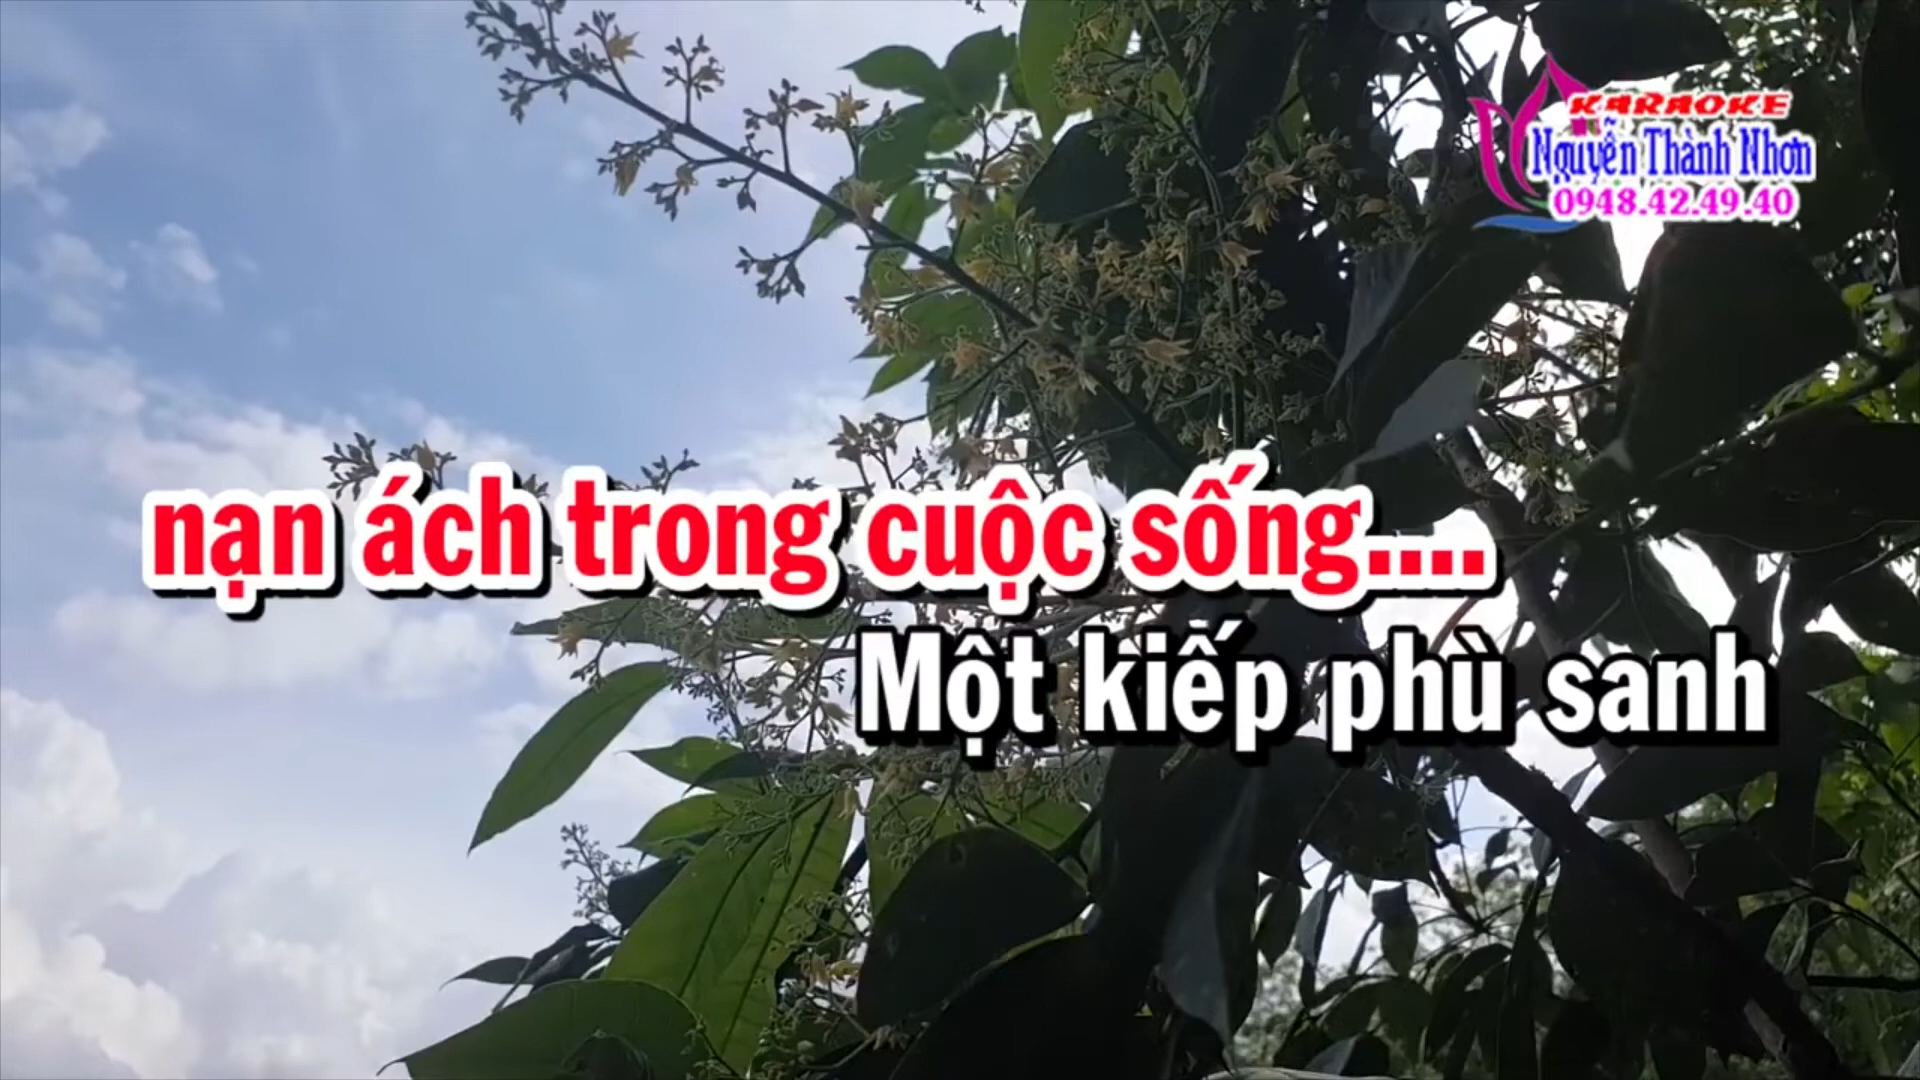 KARAOKE
Nguyễn Thành Nhơn
0948.42.49.40
nạn ách trong cuộc sống....
Một kiếp phù sanh